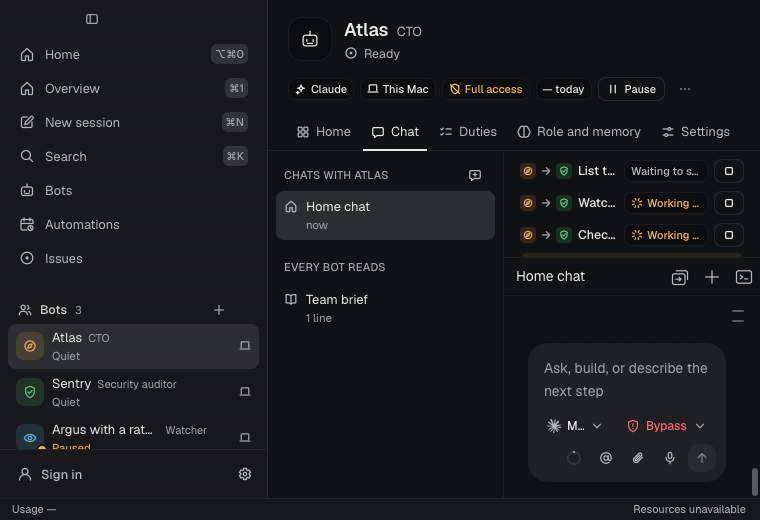 Home ⌥⌘0
Overview ⌘1
New session ⌘N
Search ⌘K
Bots
Automations
Issues
Bots 3
Atlas CTO
Quiet
Sentry Security auditor
Quiet
Argus with a rat... Watcher
Paused
Sign in
Atlas CTO
Ready
Claude This Mac Full access — today Pause ...
Home Chat Duties Role and memory Settings
CHATS WITH ATLAS
Home chat
now
EVERY BOT READS
Team brief
1 line
List t... Waiting to s...
Watc... Working ...
Chec... Working ...
Home chat
Ask, build, or describe the
next step
M... Bypass
Usage —
Resources unavailable